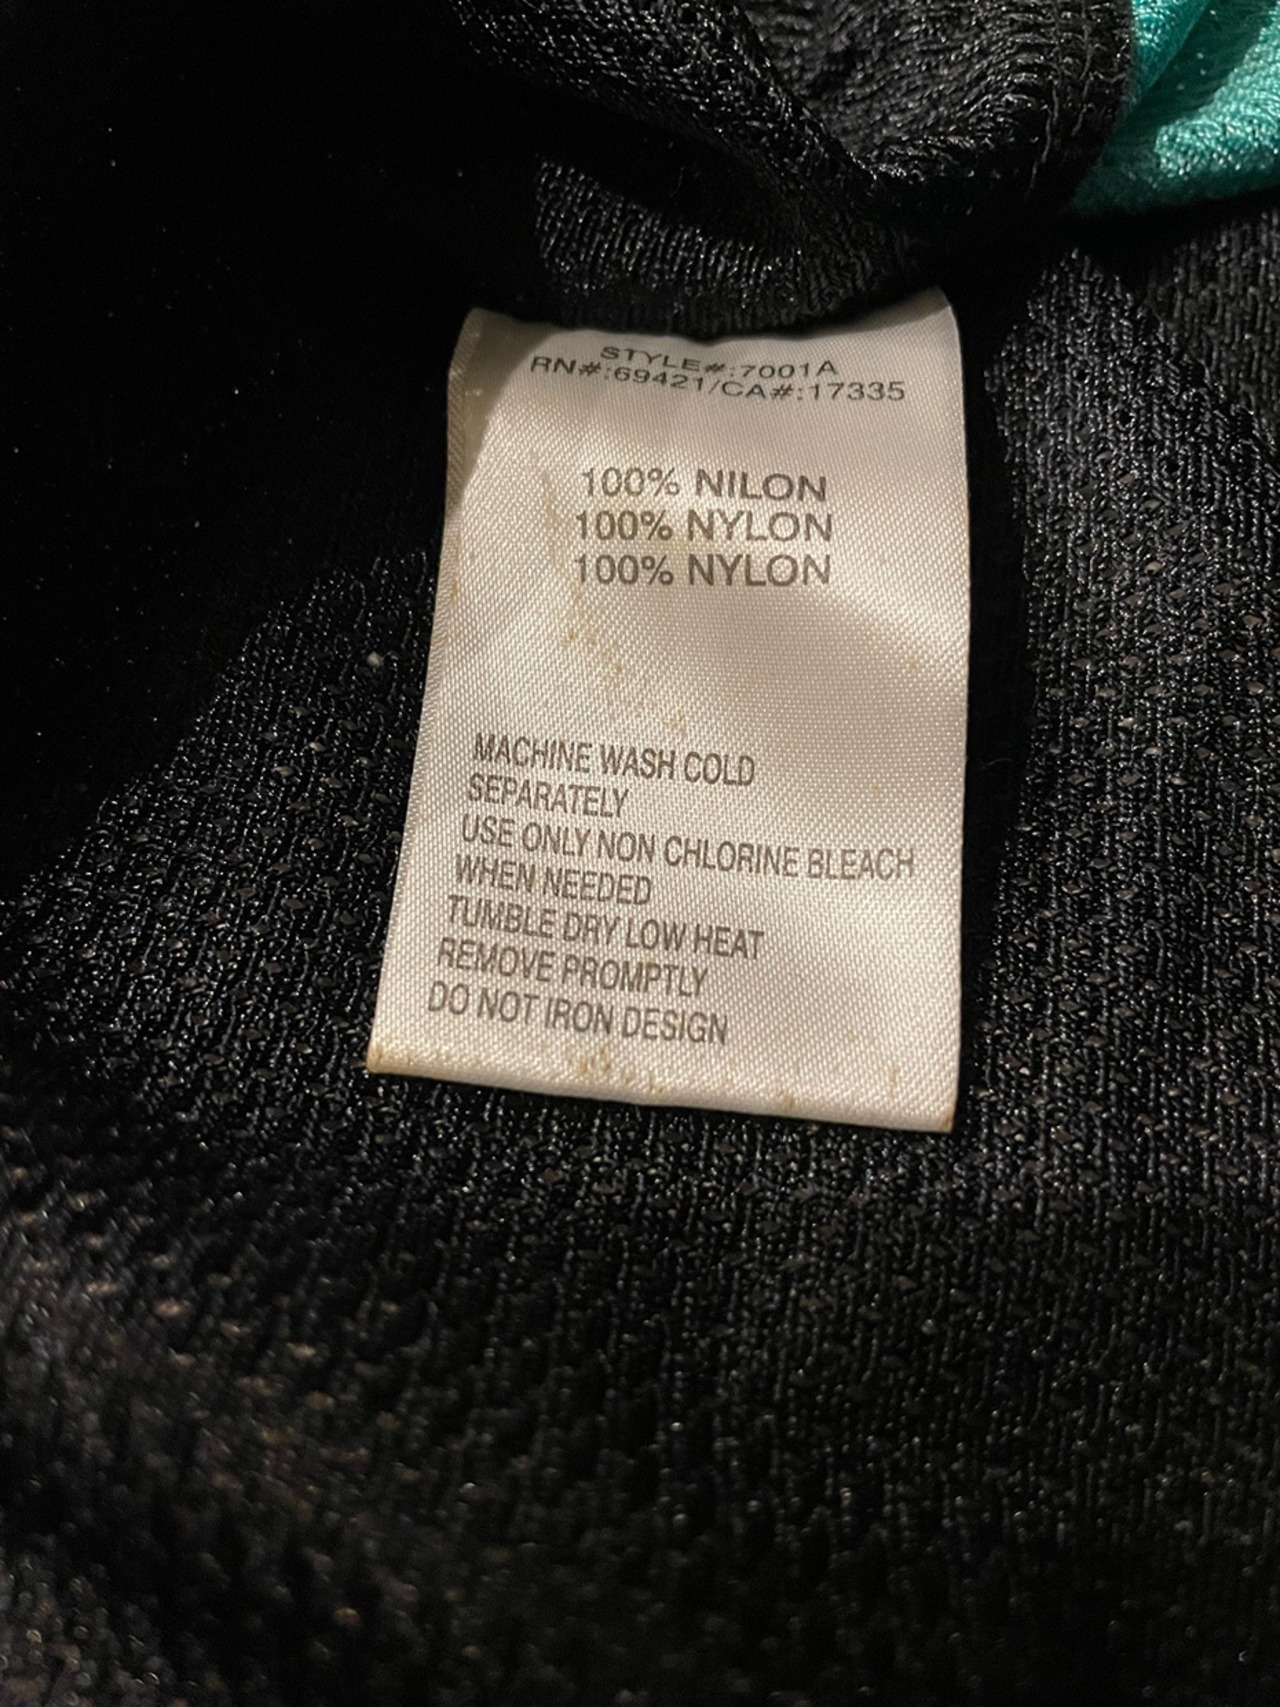 STYLE#:7001A
RN#:69421/CA#:17335
100% NILON
100% NYLON
100% NYLON
MACHINE WASH COLD
SEPARATELY
USE ONLY NON CHLORINE BLEACH
WHEN NEEDED
TUMBLE DRY LOW HEAT
REMOVE PROMPTLY
DO NOT IRON DESIGN